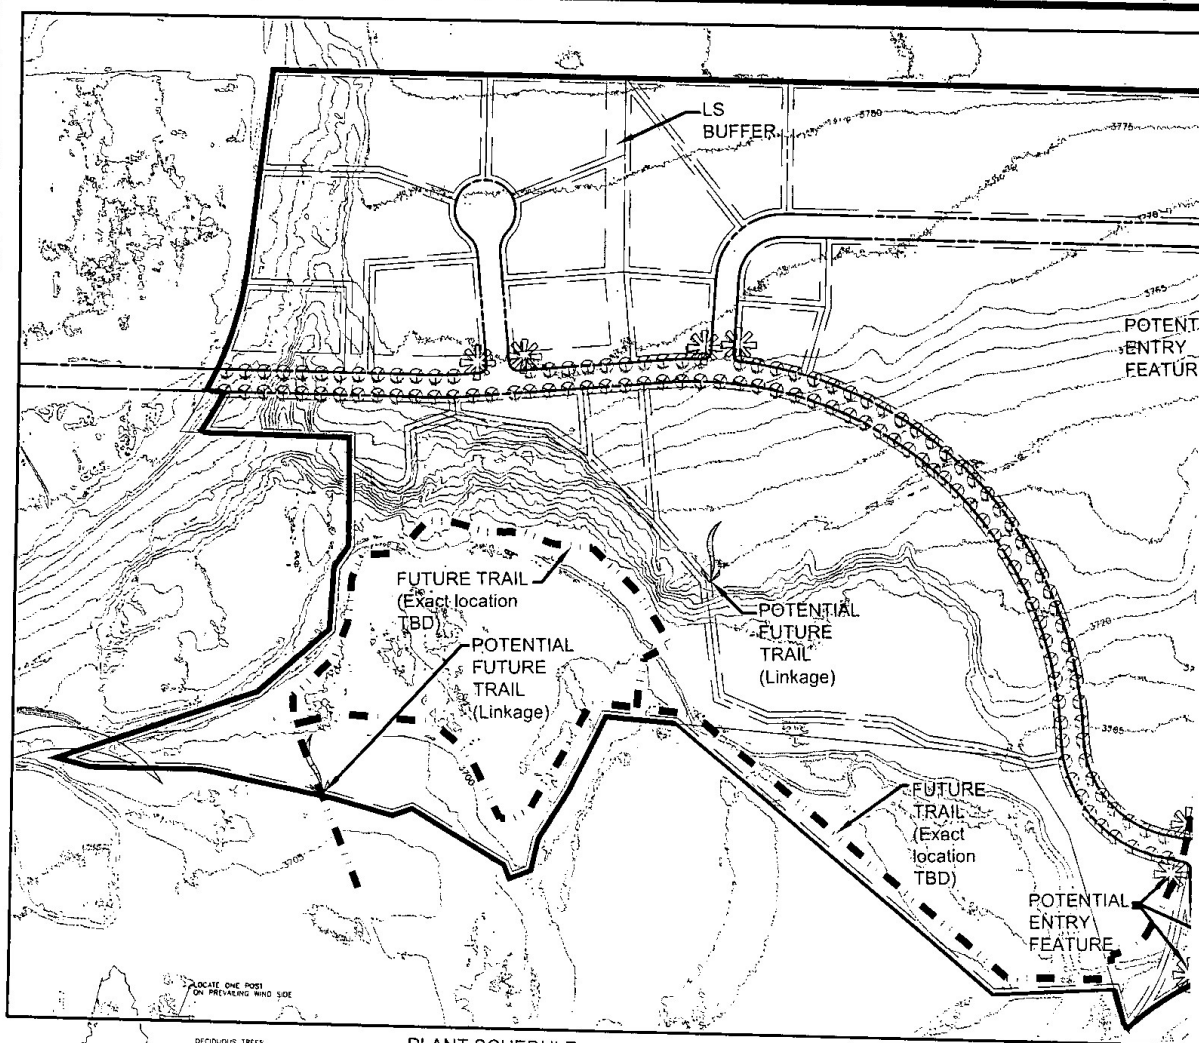 LS
BUFFER
3780
3775
3770
3765
POTENT
ENTRY
FEATUR
FUTURE TRAIL
(Exact location
TBD)
POTENTIAL
FUTURE
TRAIL
(Linkage)
POTENTIAL
FUTURE
TRAIL
(Linkage)
3720
3765
3700
3705
FUTURE
TRAIL
(Exact
location
TBD)
POTENTIAL
ENTRY
FEATURE
LOCATE ONE POST
ON PREVAILING WIND SIDE
DECIDUOUS TREES
PLANT SCHEDULE